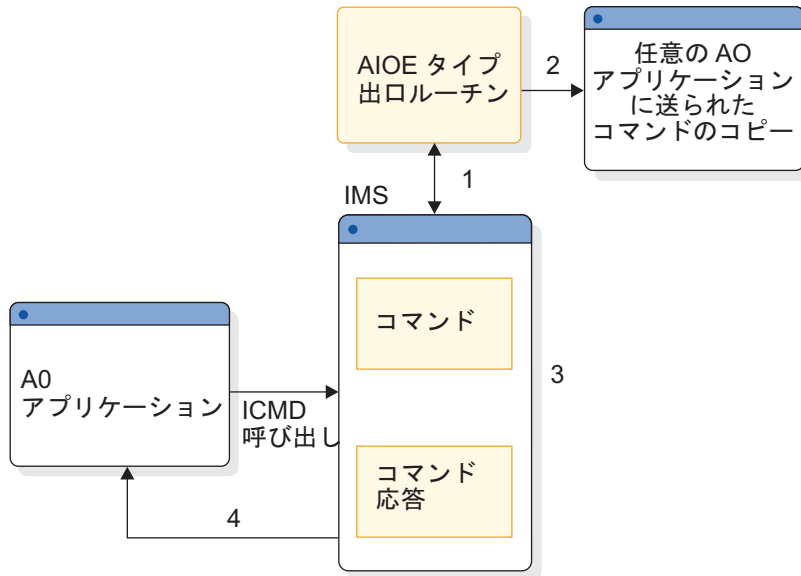 AIOE タイプ
出口ルーチン
2
任意の AO
アプリケーション
に送られた
コマンドのコピー
1
IMS
コマンド
3
A0
アプリケーション
ICMD
呼び出し
コマンド
応答
4